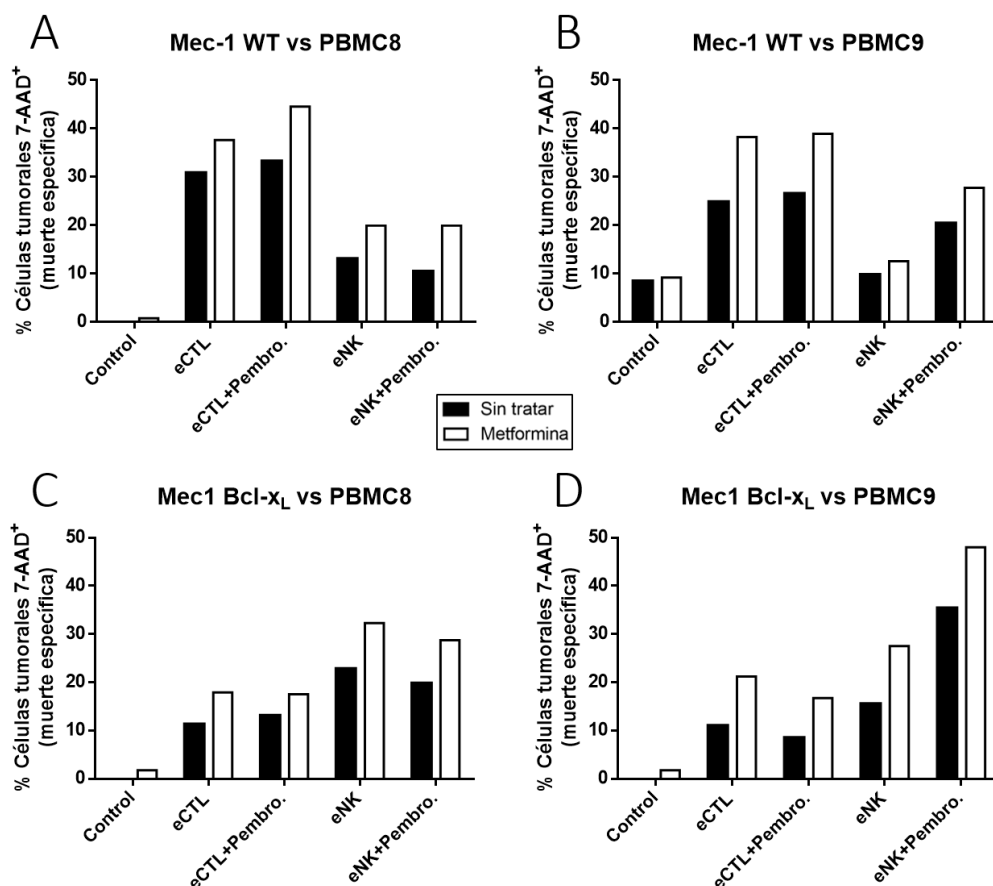 A
Mec-1 WT vs PBMC8
% Células tumorales 7-AAD⁺
(muerte específica)
50
40
30
20
10
0
Control
eCTL
eCTL+Pembro.
eNK
eNK+Pembro.
B
Mec-1 WT vs PBMC9
% Células tumorales 7-AAD⁺
(muerte específica)
50
40
30
20
10
0
Control
eCTL
eCTL+Pembro.
eNK
eNK+Pembro.
Sin tratar
Metformina
C
Mec1 Bcl-xL vs PBMC8
% Células tumorales 7-AAD⁺
(muerte específica)
50
40
30
20
10
0
Control
eCTL
eCTL+Pembro.
eNK
eNK+Pembro.
D
Mec1 Bcl-xL vs PBMC9
% Células tumorales 7-AAD⁺
(muerte específica)
50
40
30
20
10
0
Control
eCTL
eCTL+Pembro.
eNK
eNK+Pembro.